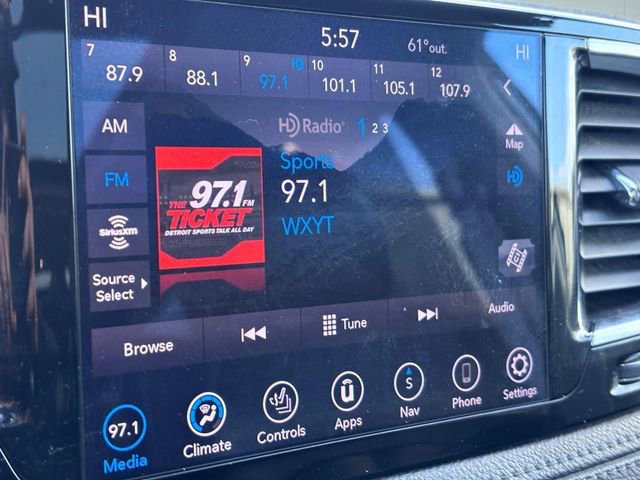 HI 5:57 61° out. HI
7 8 9 HD 10 11 12
87.9 88.1 97.1 101.1 105.1 107.9
AM
HD Radio® 1 2 3
Map
FM
Sports
HD
THE 97.1 FM
TICKET
DETROIT SPORTS TALK ALL DAY
97.1
SiriusXM
WXYT
Source
Select
Browse
Tune
Audio
97.1
Media
Climate
Controls
Apps
S
Nav
Phone
Settings